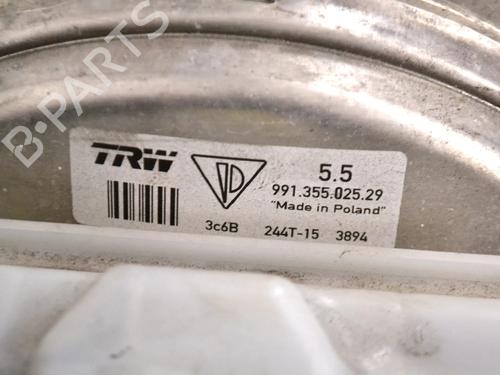 B-PARTS
TRW
5.5
991.355.025.29
"Made in Poland"
3c6B 244T-15 3894